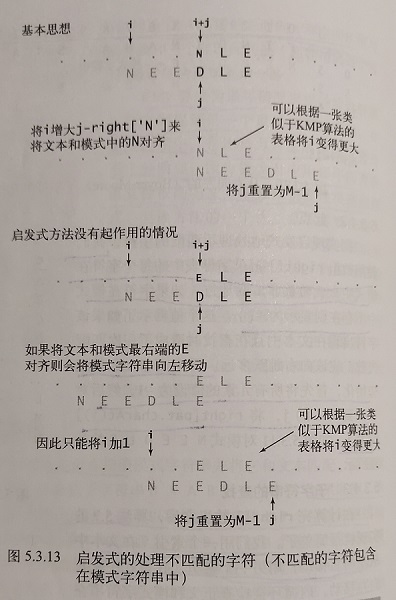 基本思想
i i+j
. . . . . . . N L E . . . . . .
N E E D L E
j
将i增大j-right['N']来
将文本和模式中的N对齐
i
可以根据一张类
似于KMP算法的
表格将i变得更大
. . . . . . . N L E . . . . . .
N E E D L E
将j重置为M-1
j
启发式方法没有起作用的情况
i i+j
. . . . . . . E L E . . . . . .
N E E D L E
j
如果将文本和模式最右端的E
对齐则会将模式字符串向左移动
. . . . . . . E L E . . . . . .
N E E D L E
因此只能将i加1
i
可以根据一张类
似于KMP算法的
表格将i变得更大
. . . . . . . E L E . . . . . .
N E E D L E
将j重置为M-1 j
图 5.3.13 启发式的处理不匹配的字符（不匹配的字符包含
在模式字符串中）